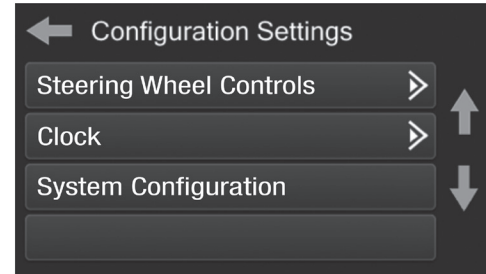 Configuration Settings
Steering Wheel Controls
Clock
System Configuration